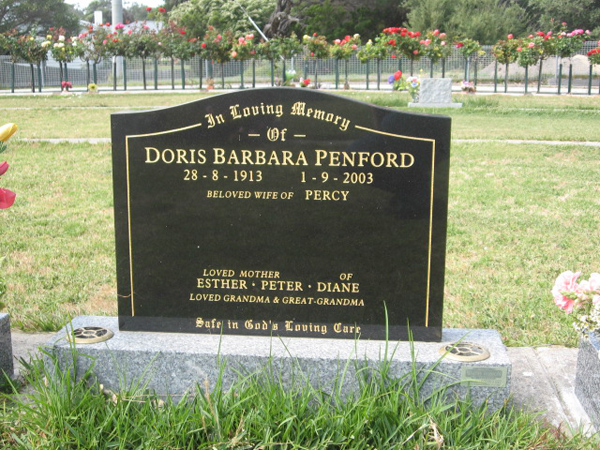 In Loving Memory
— Of —
DORIS BARBARA PENFORD
28 - 8 - 1913 1 - 9 - 2003
BELOVED WIFE OF PERCY
LOVED MOTHER OF
ESTHER · PETER · DIANE
LOVED GRANDMA & GREAT-GRANDMA
Safe in God's Loving Care